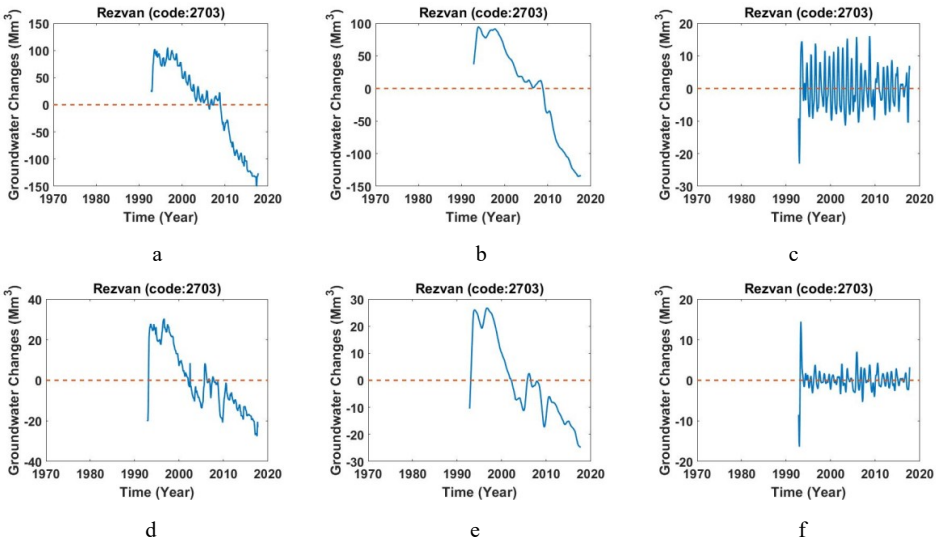 Rezvan (code:2703)
Groundwater Changes (Mm³)
150
100
50
0
-50
-100
-150
1970 1980 1990 2000 2010 2020
Time (Year)
a
Rezvan (code:2703)
Groundwater Changes (Mm³)
100
50
0
-50
-100
-150
1970 1980 1990 2000 2010 2020
Time (Year)
b
Rezvan (code:2703)
Groundwater Changes (Mm³)
20
10
0
-10
-20
-30
1970 1980 1990 2000 2010 2020
Time (Year)
c
Rezvan (code:2703)
Groundwater Changes (Mm³)
40
20
0
-20
-40
1970 1980 1990 2000 2010 2020
Time (Year)
d
Rezvan (code:2703)
Groundwater Changes (Mm³)
30
20
10
0
-10
-20
-30
1970 1980 1990 2000 2010 2020
Time (Year)
e
Rezvan (code:2703)
Groundwater Changes (Mm³)
20
10
0
-10
-20
1970 1980 1990 2000 2010 2020
Time (Year)
f